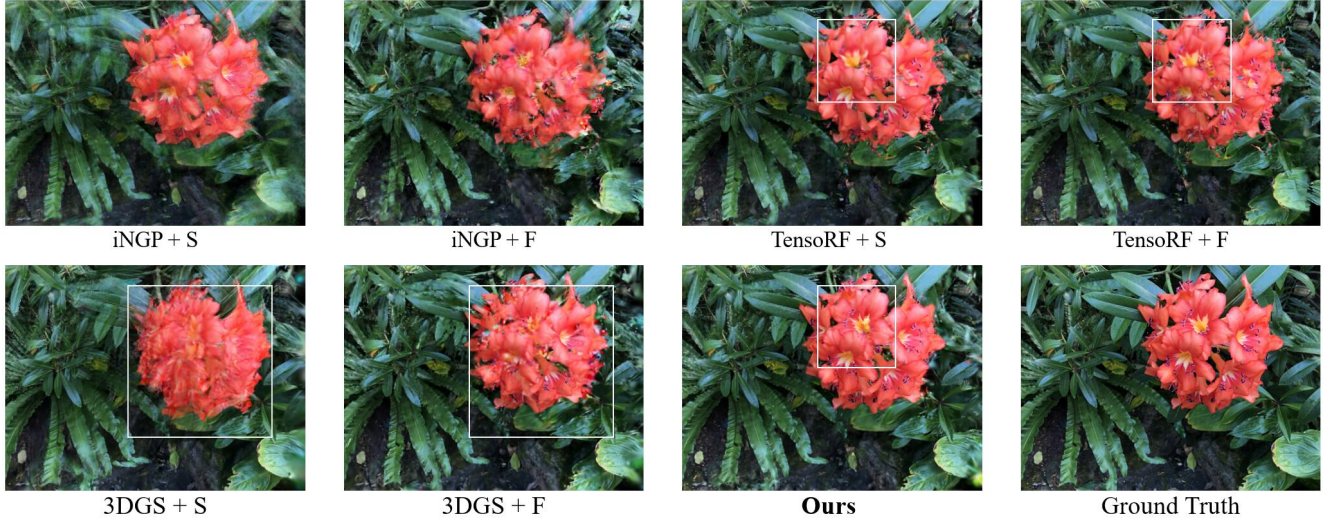 iNGP + S
iNGP + F
TensoRF + S
TensoRF + F
3DGS + S
3DGS + F
Ours
Ground Truth